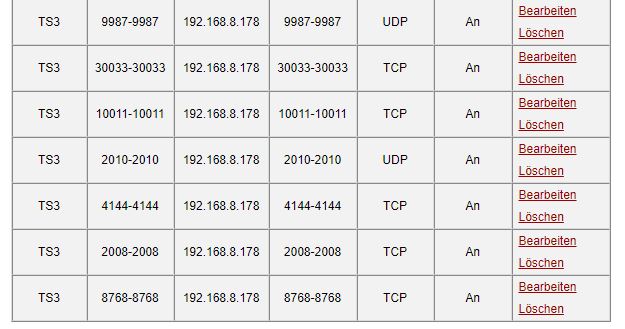 TS3 9987-9987 192.168.8.178 9987-9987 UDP An Bearbeiten
Löschen
TS3 30033-30033 192.168.8.178 30033-30033 TCP An Bearbeiten
Löschen
TS3 10011-10011 192.168.8.178 10011-10011 TCP An Bearbeiten
Löschen
TS3 2010-2010 192.168.8.178 2010-2010 UDP An Bearbeiten
Löschen
TS3 4144-4144 192.168.8.178 4144-4144 TCP An Bearbeiten
Löschen
TS3 2008-2008 192.168.8.178 2008-2008 TCP An Bearbeiten
Löschen
TS3 8768-8768 192.168.8.178 8768-8768 TCP An Bearbeiten
Löschen